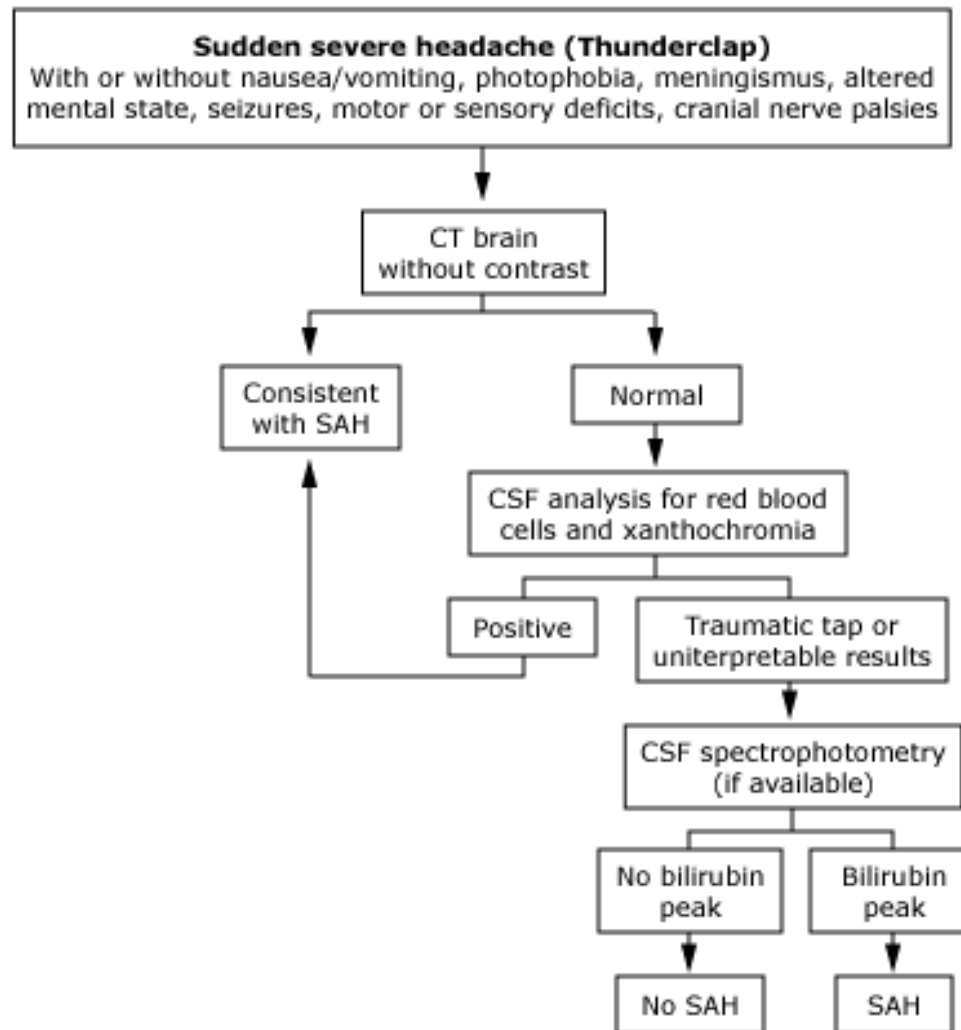 Sudden severe headache (Thunderclap)
With or without nausea/vomiting, photophobia, meningismus, altered
mental state, seizures, motor or sensory deficits, cranial nerve palsies
CT brain
without contrast
Consistent
with SAH
Normal
CSF analysis for red blood
cells and xanthochromia
Positive
Traumatic tap or
uniterpretable results
CSF spectrophotometry
(if available)
No bilirubin
peak
Bilirubin
peak
No SAH
SAH